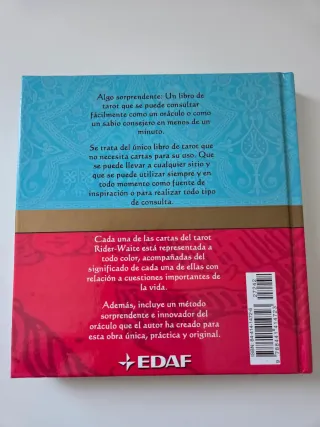 Algo sorprendente: Un libro de
tarot que se puede consultar
fácilmente como un oráculo o como
un sabio consejero en menos de un
minuto.
Se trata del único libro de tarot que
no necesita cartas para su uso. Que
se puede llevar a cualquier sitio y que
se puede utilizar siempre y en
todo momento como fuente de
inspiración o para realizar todo tipo
de consulta.
Cada una de las cartas del tarot
Rider-Waite está representada a
todo color, acompañadas del
significado de cada una de ellas con
relación a cuestiones importantes de
la vida.
Además, incluye un método
sorprendente e innovador del
oráculo que el autor ha creado para
esta obra única, práctica y original.
EDAF